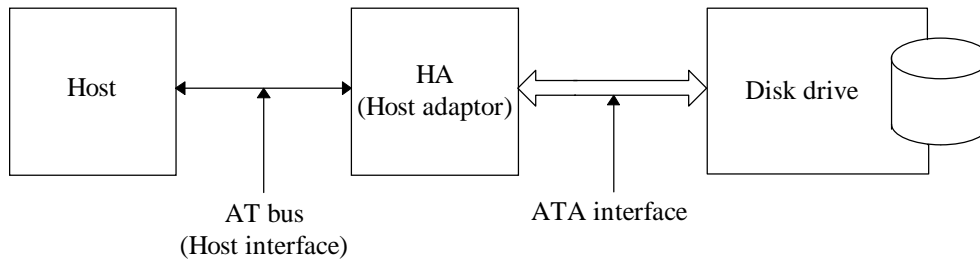 Host
HA
(Host adaptor)
Disk drive
AT bus
(Host interface)
ATA interface